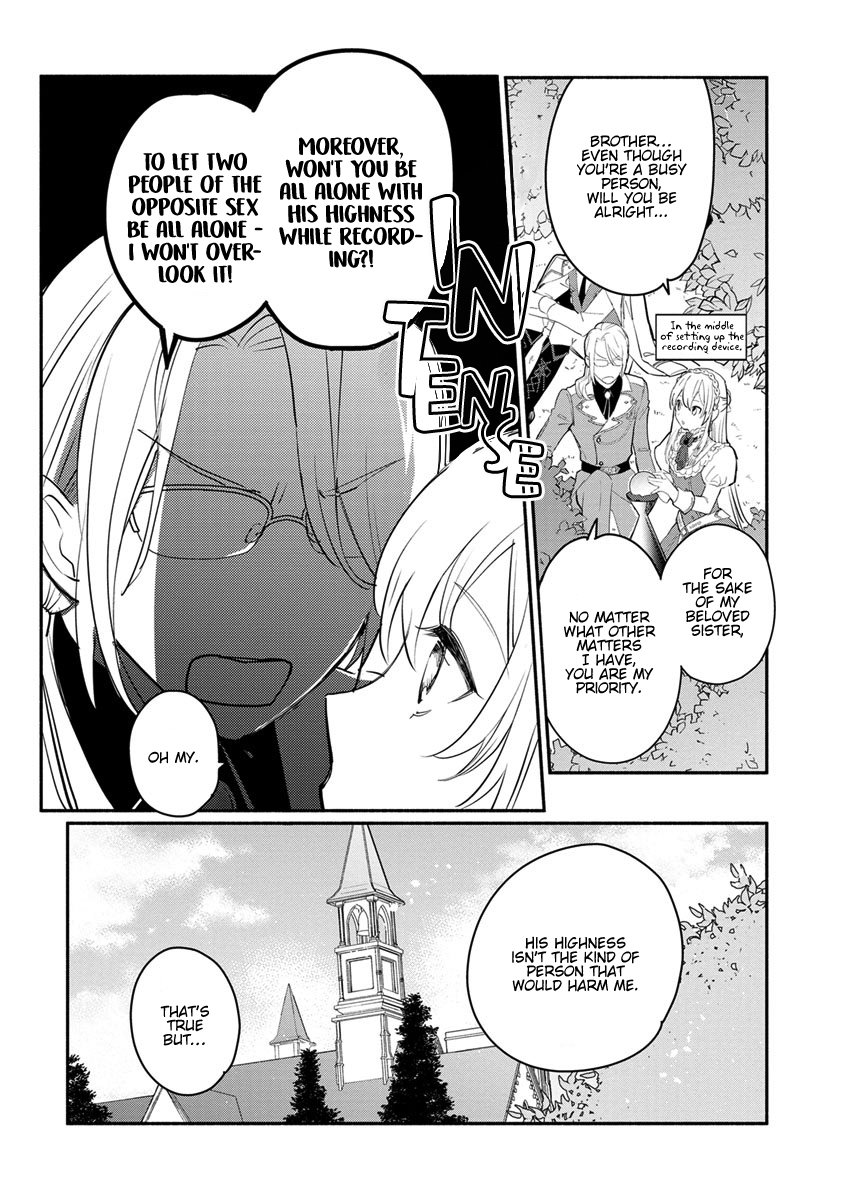 BROTHER...
EVEN THOUGH
YOU'RE A BUSY
PERSON,
WILL YOU BE
ALRIGHT...
In the middle
of setting up the
recording device.
FOR
THE SAKE
OF MY
BELOVED
SISTER,
NO MATTER
WHAT OTHER
MATTERS
I HAVE,
YOU ARE MY
PRIORITY.
MOREOVER,
WON'T YOU BE
ALL ALONE WITH
HIS HIGHNESS
WHILE RECORD-
ING?!
TO LET TWO
PEOPLE OF THE
OPPOSITE SEX
BE ALL ALONE -
I WON'T OVER-
LOOK IT!
INTENSE
OH MY.
HIS HIGHNESS
ISN'T THE KIND OF
PERSON THAT
WOULD HARM ME.
THAT'S
TRUE
BUT...